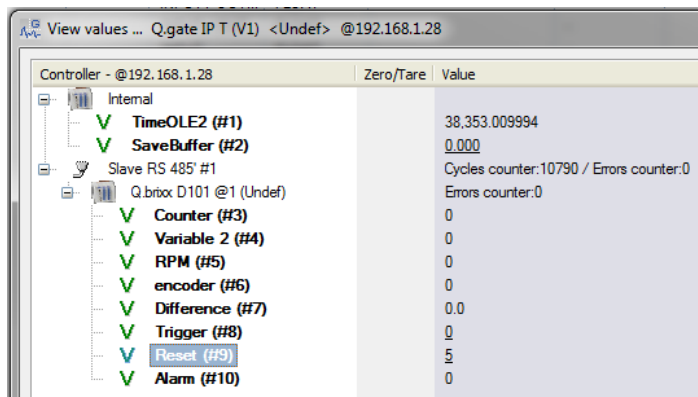 View values ... Q.gate IP T (V1) <Undef> @192.168.1.28
Controller - @192.168.1.28 Zero/Tare Value
Internal
TimeOLE2 (#1) 38,353.009994
SaveBuffer (#2) 0.000
Slave RS 485' #1 Cycles counter:10790 / Errors counter:0
Q.brixx D101 @1 (Undef) Errors counter:0
Counter (#3) 0
Variable 2 (#4) 0
RPM (#5) 0
encoder (#6) 0
Difference (#7) 0.0
Trigger (#8) 0
Reset (#9) 5
Alarm (#10) 0